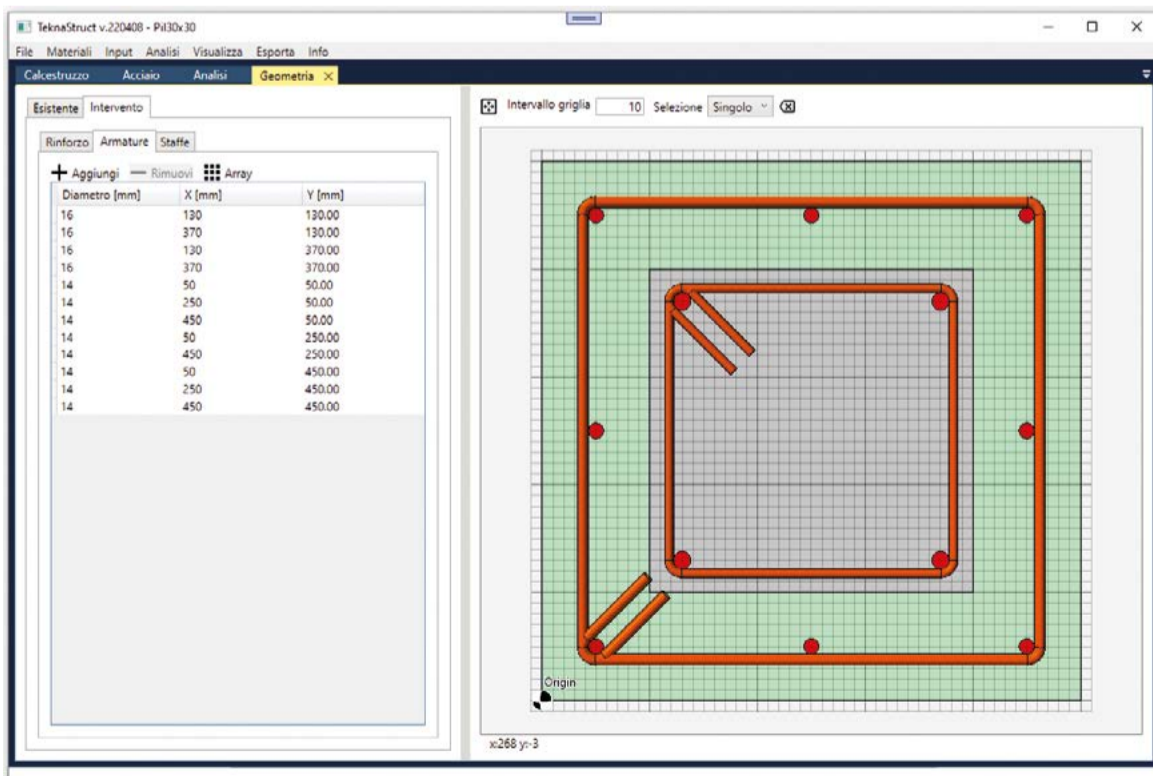 TeknaStruct v.220408 - Pil30x30
File Materiali Input Analisi Visualizza Esporta Info
Calcestruzzo Acciaio Analisi Geometria
Esistente Intervento
Rinforzo Armature Staffe
Aggiungi Rimuovi Array
Diametro [mm] X [mm] Y [mm]
16 130 130.00
16 370 130.00
16 130 370.00
16 370 370.00
14 50 50.00
14 250 50.00
14 450 50.00
14 50 250.00
14 450 250.00
14 50 450.00
14 250 450.00
14 450 450.00
Intervallo griglia 10 Selezione Singolo
Origin
x:268 y:-3